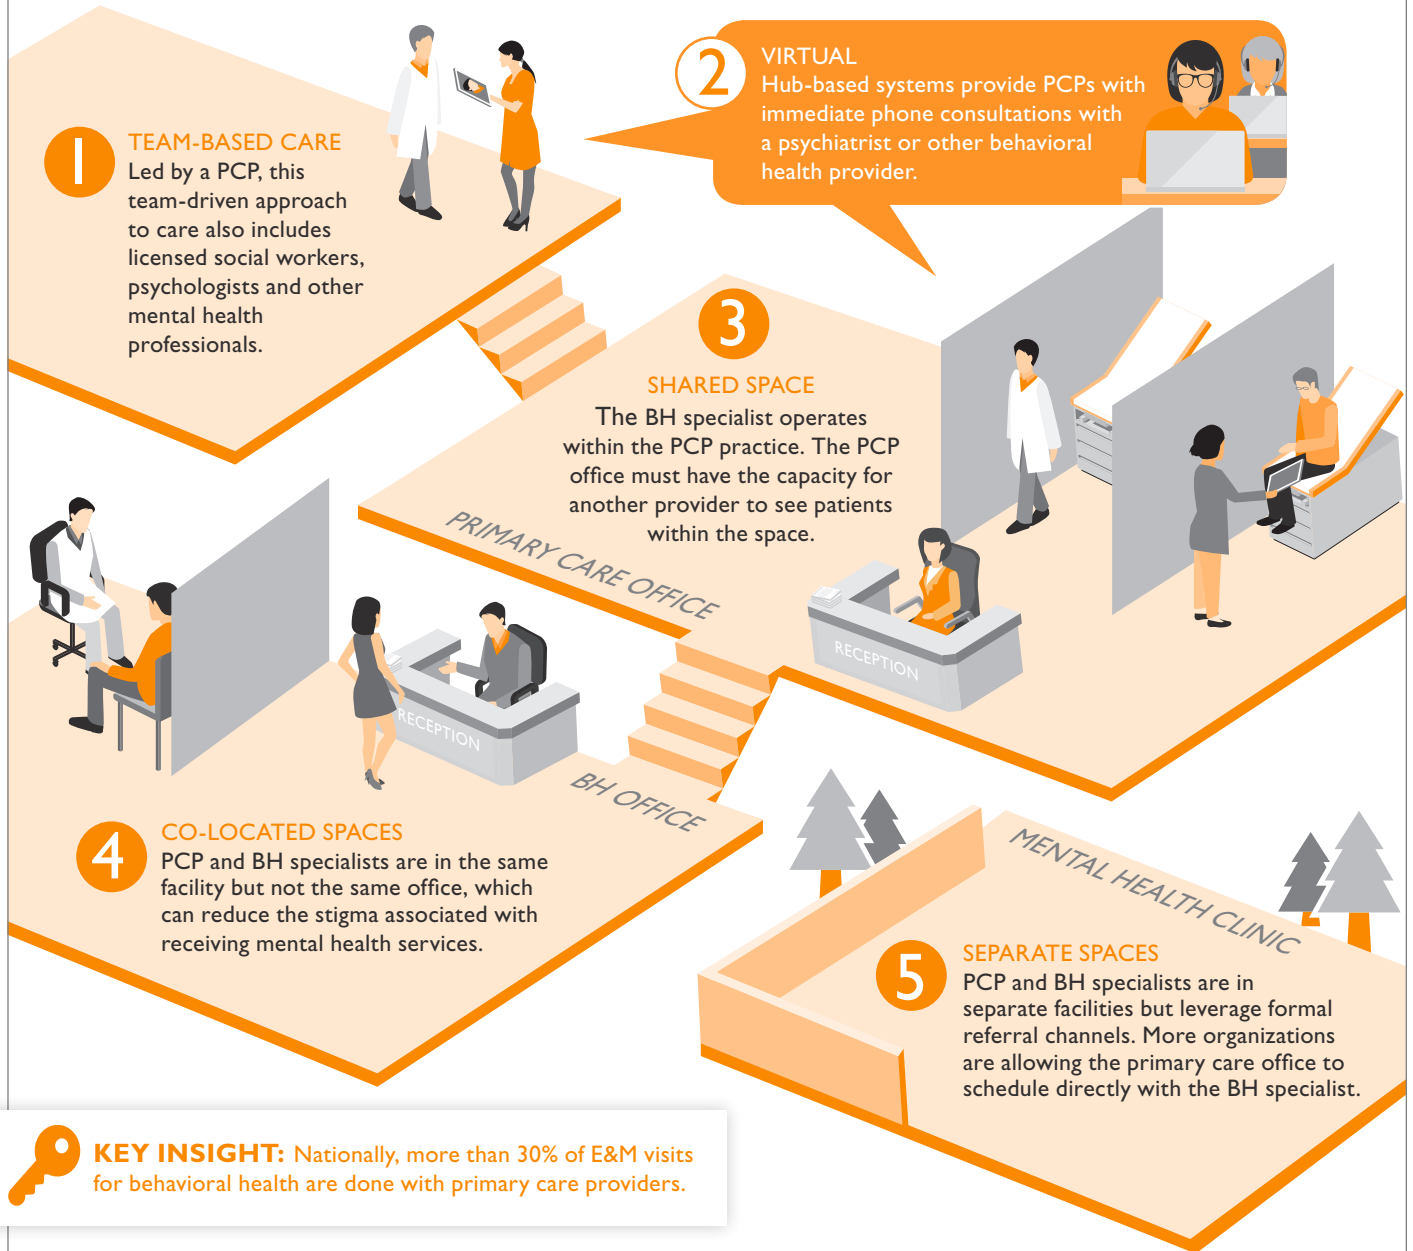 1
TEAM-BASED CARE
Led by a PCP, this
team-driven approach
to care also includes
licensed social workers,
psychologists and other
mental health
professionals.
2
VIRTUAL
Hub-based systems provide PCPs with
immediate phone consultations with
a psychiatrist or other behavioral
health provider.
3
SHARED SPACE
The BH specialist operates
within the PCP practice. The PCP
office must have the capacity for
another provider to see patients
within the space.
PRIMARY CARE OFFICE
RECEPTION
RECEPTION
BH OFFICE
4
CO-LOCATED SPACES
PCP and BH specialists are in the same
facility but not the same office, which
can reduce the stigma associated with
receiving mental health services.
MENTAL HEALTH CLINIC
5
SEPARATE SPACES
PCP and BH specialists are in
separate facilities but leverage formal
referral channels. More organizations
are allowing the primary care office to
schedule directly with the BH specialist.
KEY INSIGHT: Nationally, more than 30% of E&M visits
for behavioral health are done with primary care providers.